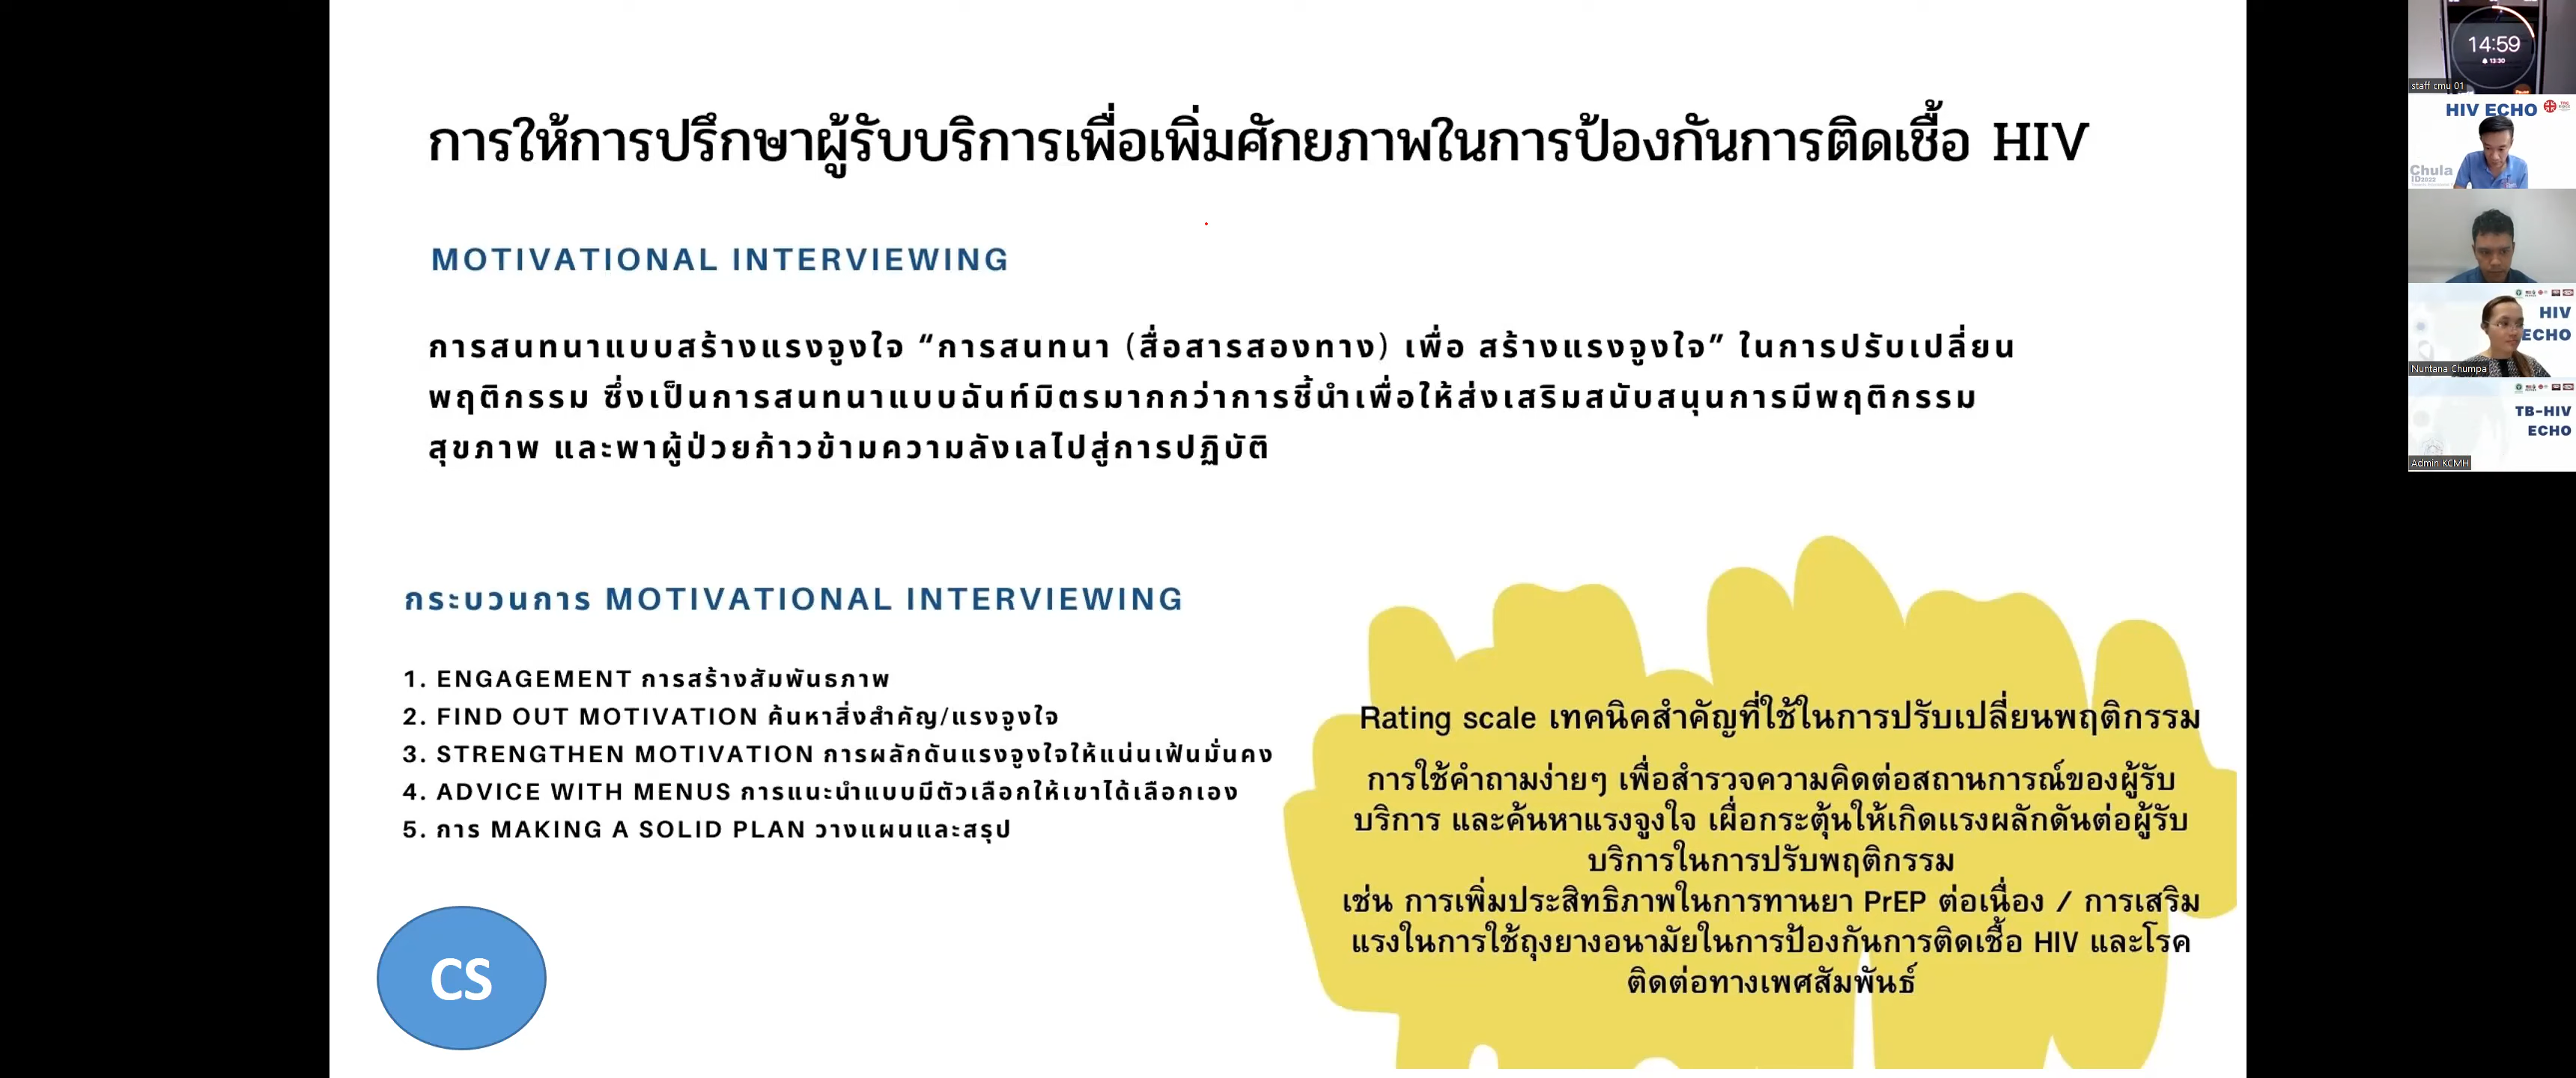 การให้การปรึกษาผู้รับบริการเพื่อเพิ่มศักยภาพในการป้องกันการติดเชื้อ HIV
MOTIVATIONAL INTERVIEWING
การสนทนาแบบสร้างแรงจูงใจ “การสนทนา (สื่อสารสองทาง) เพื่อ สร้างแรงจูงใจ” ในการปรับเปลี่ยน
พฤติกรรม ซึ่งเป็นการสนทนาแบบฉันท์มิตรมากกว่าการชี้นำเพื่อให้ส่งเสริมสนับสนุนการมีพฤติกรรม
สุขภาพ และพาผู้ป่วยก้าวข้ามความลังเลไปสู่การปฏิบัติ
กระบวนการ MOTIVATIONAL INTERVIEWING
1. ENGAGEMENT การสร้างสัมพันธภาพ
2. FIND OUT MOTIVATION ค้นหาสิ่งสำคัญ/แรงจูงใจ
3. STRENGTHEN MOTIVATION การผลักดันแรงจูงใจให้แน่นเฟ้นมั่นคง
4. ADVICE WITH MENUS การแนะนำแบบมีตัวเลือกให้เขาได้เลือกเอง
5. การ MAKING A SOLID PLAN วางแผนและสรุป
CS
Rating scale เทคนิคสำคัญที่ใช้ในการปรับเปลี่ยนพฤติกรรม
การใช้คำถามง่ายๆ เพื่อสำรวจความคิดต่อสถานการณ์ของผู้รับ
บริการ และค้นหาแรงจูงใจ เผื่อกระตุ้นให้เกิดแรงผลักดันต่อผู้รับ
บริการในการปรับพฤติกรรม
เช่น การเพิ่มประสิทธิภาพในการทานยา PrEP ต่อเนื่อง / การเสริม
แรงในการใช้ถุงยางอนามัยในการป้องกันการติดเชื้อ HIV และโรค
ติดต่อทางเพศสัมพันธ์
14:59
13:30
staff cmu 01
HIV ECHO
Chula
ID2022
HIV
ECHO
Nuntana Chumpa
TB-HIV
ECHO
Admin KCMH